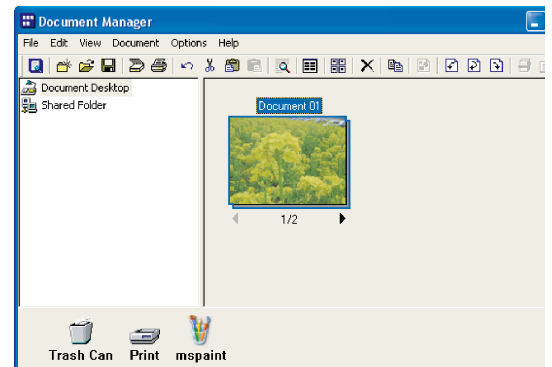 Document Manager
File Edit View Document Options Help
Document Desktop
Shared Folder
Document 01
1/2
Trash Can Print mspaint